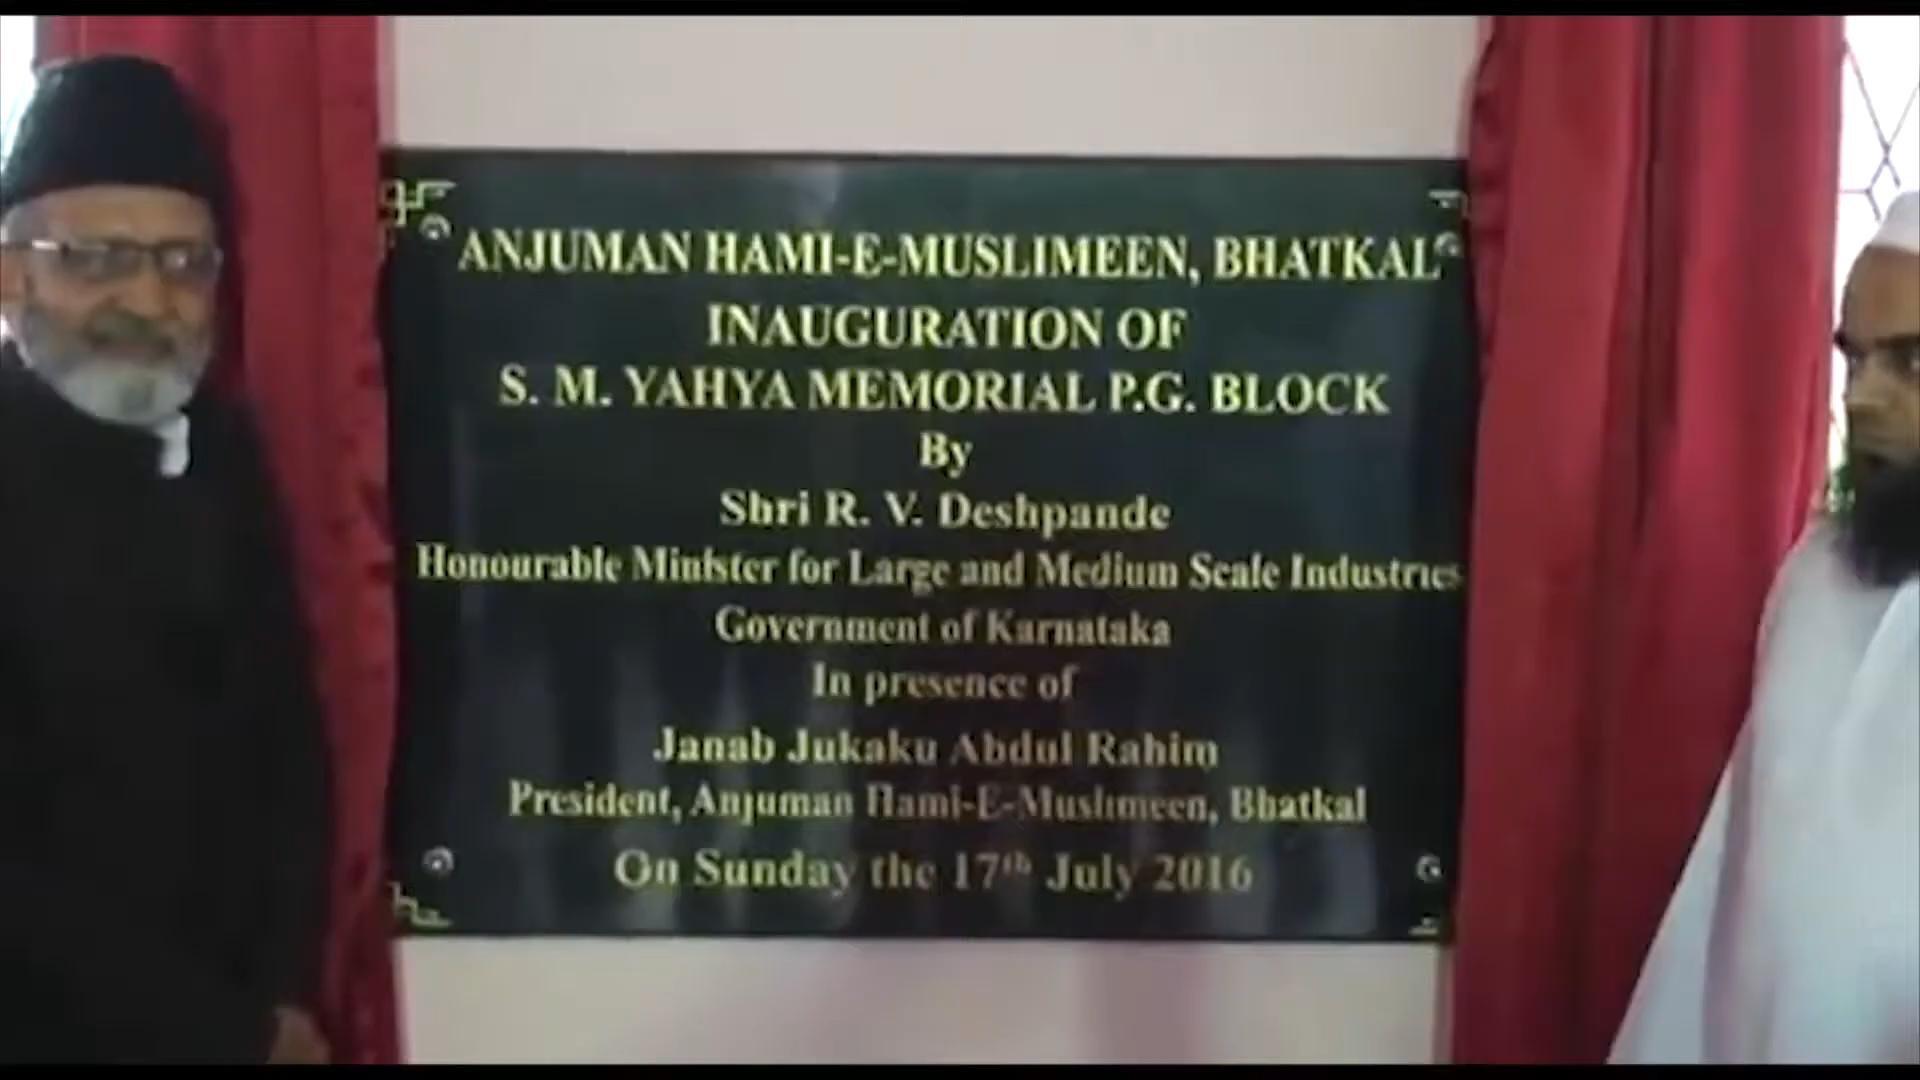 ANJUMAN HAMI-E-MUSLIMEEN, BHATKAL
INAUGURATION OF
S. M. YAHYA MEMORIAL P.G. BLOCK
By
Shri R. V. Deshpande
Honourable Minister for Large and Medium Scale Industries
Government of Karnataka
In presence of
Janab Jukaku Abdul Rahim
President, Anjuman Hami-E-Muslimeen, Bhatkal
On Sunday the 17th July 2016